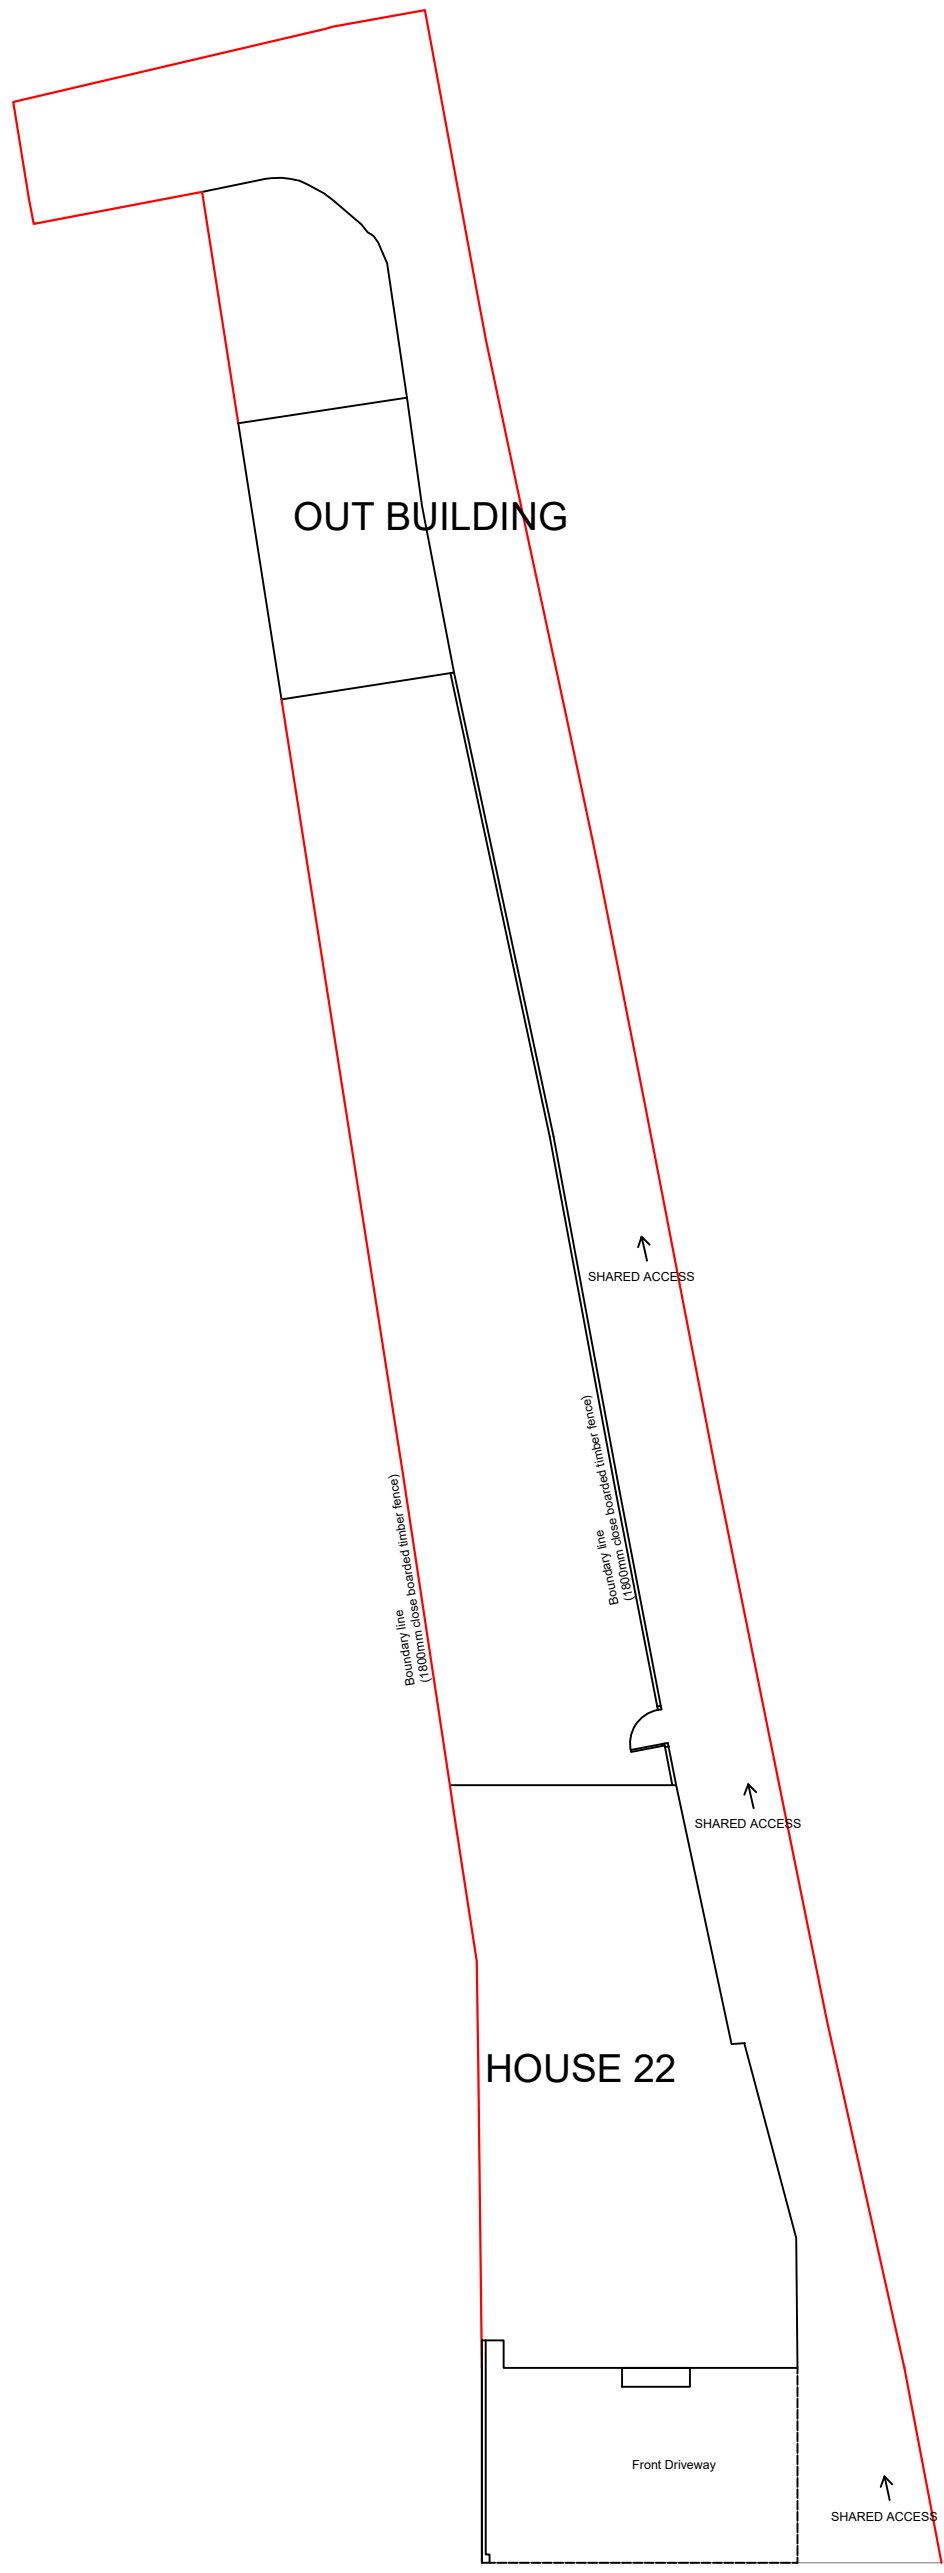 OUT BUILDING
SHARED ACCESS
Boundary line
(1800mm close boarded timber fence)
Boundary line
(1800mm close boarded timber fence)
SHARED ACCESS
HOUSE 22
Front Driveway
SHARED ACCESS